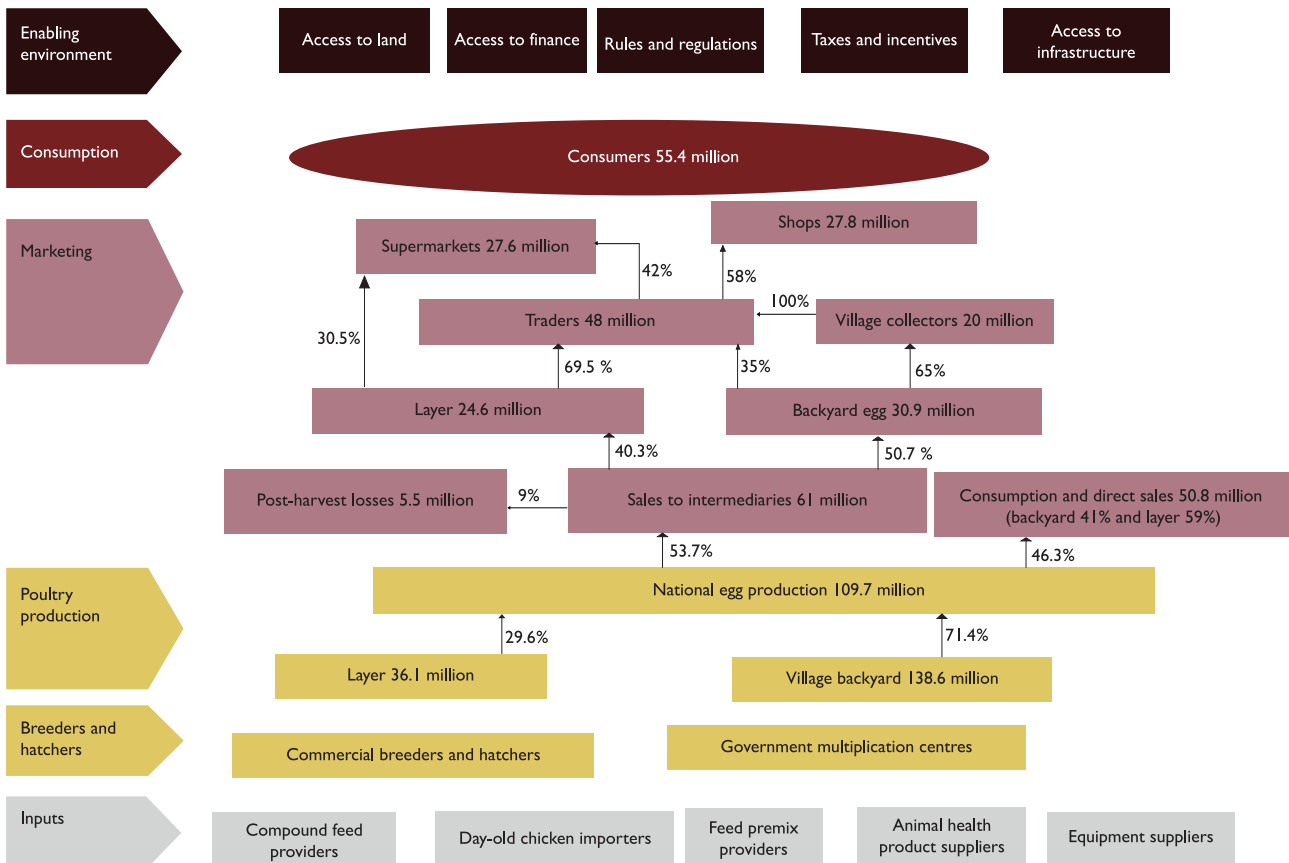 Enabling
environment
Access to land
Access to finance
Rules and regulations
Taxes and incentives
Access to
infrastructure
Consumption
Consumers 55.4 million
Marketing
Shops 27.8 million
Supermarkets 27.6 million
42%
58%
100%
Traders 48 million
Village collectors 20 million
30.5%
69.5 %
35%
65%
Layer 24.6 million
Backyard egg 30.9 million
40.3%
50.7 %
Post-harvest losses 5.5 million
9%
Sales to intermediaries 61 million
Consumption and direct sales 50.8 million
(backyard 41% and layer 59%)
53.7%
46.3%
Poultry
production
National egg production 109.7 million
29.6%
71.4%
Layer 36.1 million
Village backyard 138.6 million
Breeders and
hatchers
Commercial breeders and hatchers
Government multiplication centres
Inputs
Compound feed
providers
Day-old chicken importers
Feed premix
providers
Animal health
product suppliers
Equipment suppliers